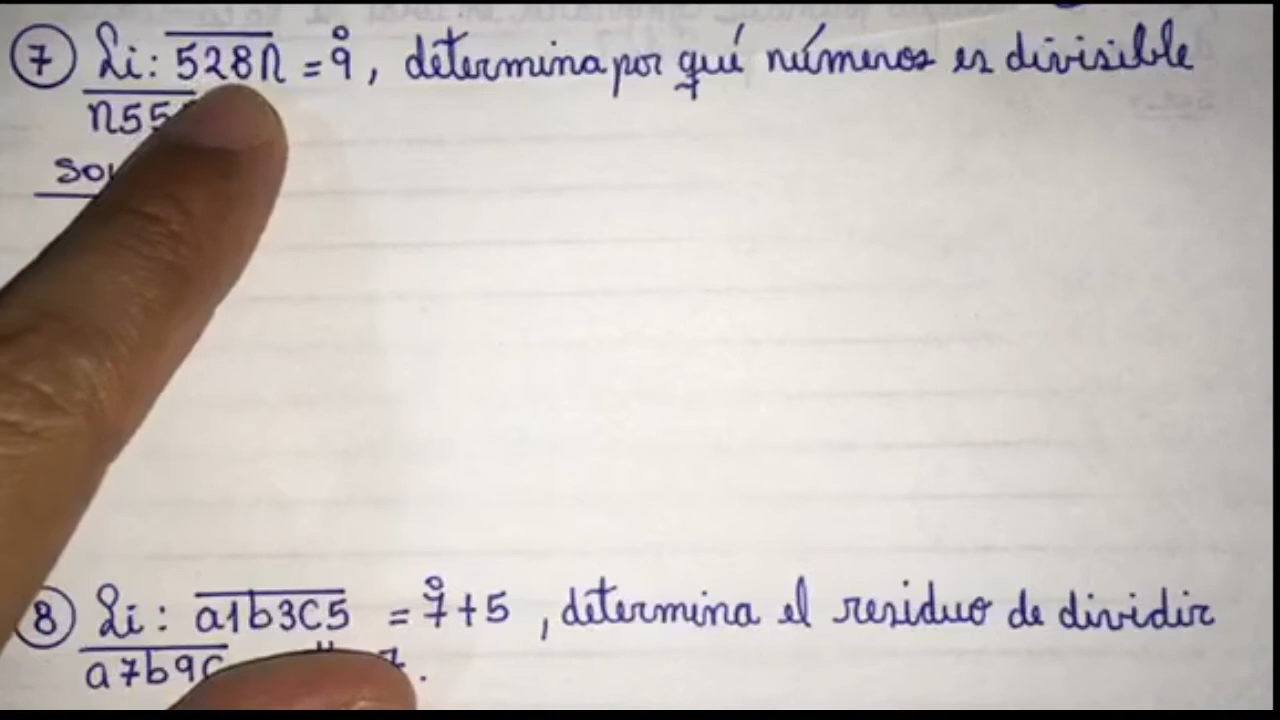 7 Si: 528n = 9°, determina por qué números es divisible
n55
8 Si: a1b3c5 = 7°+5, determina el residuo de dividir
a7b9c